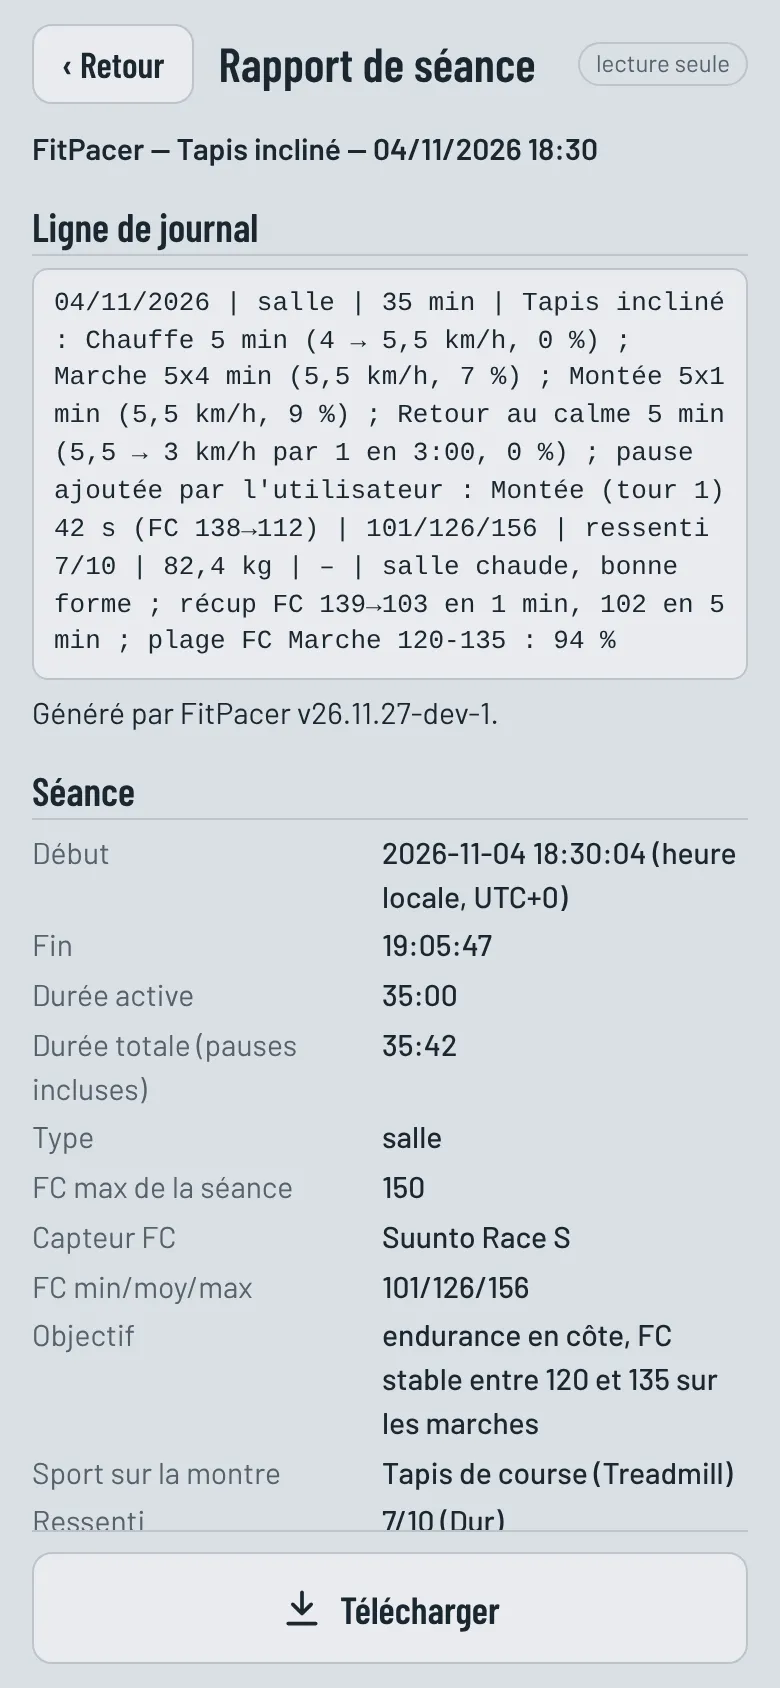 ‹ Retour
Rapport de séance
lecture seule
FitPacer — Tapis incliné — 04/11/2026 18:30
Ligne de journal
04/11/2026 | salle | 35 min | Tapis incliné
: Chauffe 5 min (4 → 5,5 km/h, 0 %) ;
Marche 5x4 min (5,5 km/h, 7 %) ; Montée 5x1
min (5,5 km/h, 9 %) ; Retour au calme 5 min
(5,5 → 3 km/h par 1 en 3:00, 0 %) ; pause
ajoutée par l'utilisateur : Montée (tour 1)
42 s (FC 138→112) | 101/126/156 | ressenti
7/10 | 82,4 kg | – | salle chaude, bonne
forme ; récup FC 139→103 en 1 min, 102 en 5
min ; plage FC Marche 120-135 : 94 %
Généré par FitPacer v26.11.27-dev-1.
Séance
Début
2026-11-04 18:30:04 (heure
locale, UTC+0)
Fin
19:05:47
Durée active
35:00
Durée totale (pauses
incluses)
35:42
Type
salle
FC max de la séance
150
Capteur FC
Suunto Race S
FC min/moy/max
101/126/156
Objectif
endurance en côte, FC
stable entre 120 et 135 sur
les marches
Sport sur la montre
Tapis de course (Treadmill)
Ressenti
7/10 (Dur)
Télécharger